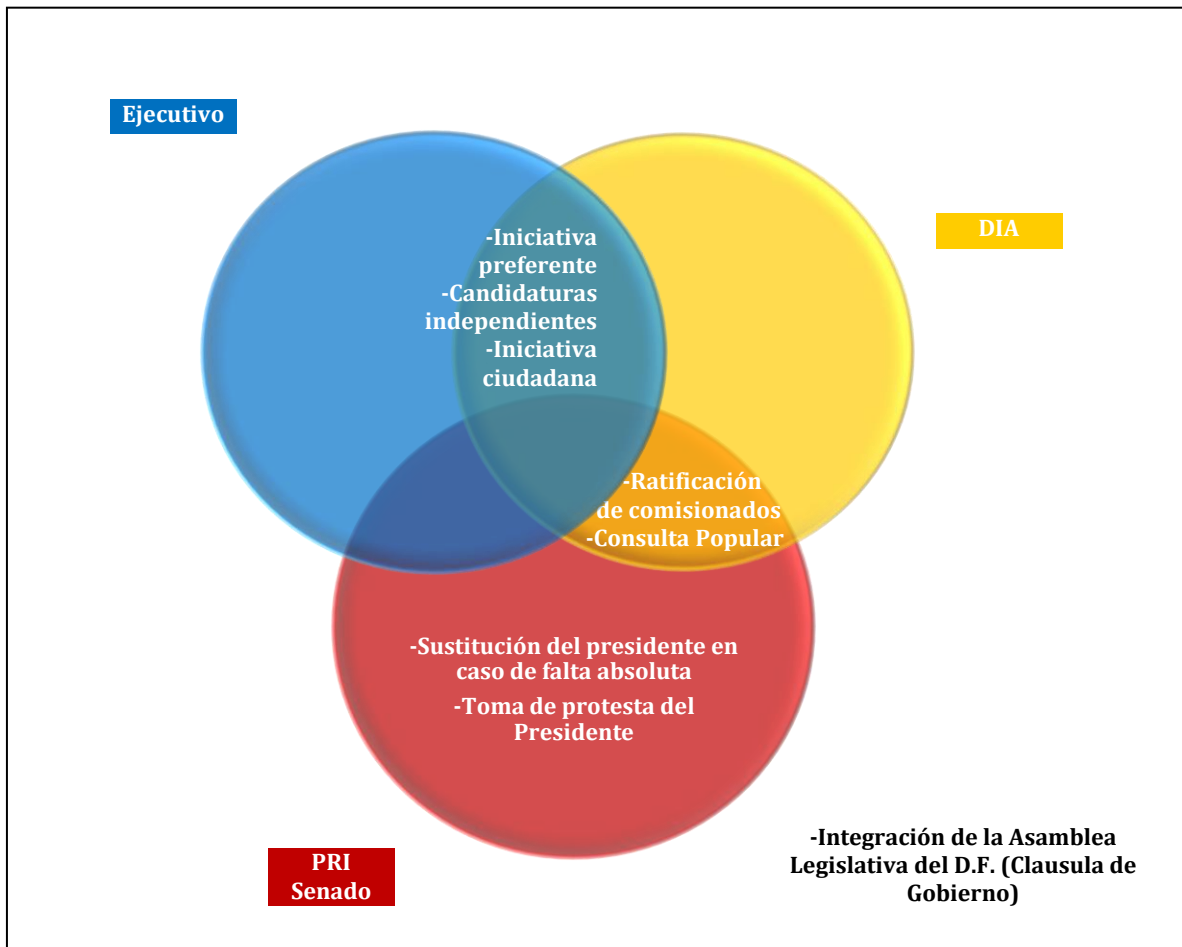 Ejecutivo
DIA
-Iniciativa
preferente
-Candidaturas
independientes
-Iniciativa
ciudadana
-Ratificación
de comisionados
-Consulta Popular
-Sustitución del presidente en
caso de falta absoluta
-Toma de protesta del
Presidente
PRI
Senado
-Integración de la Asamblea
Legislativa del D.F. (Clausula de
Gobierno)